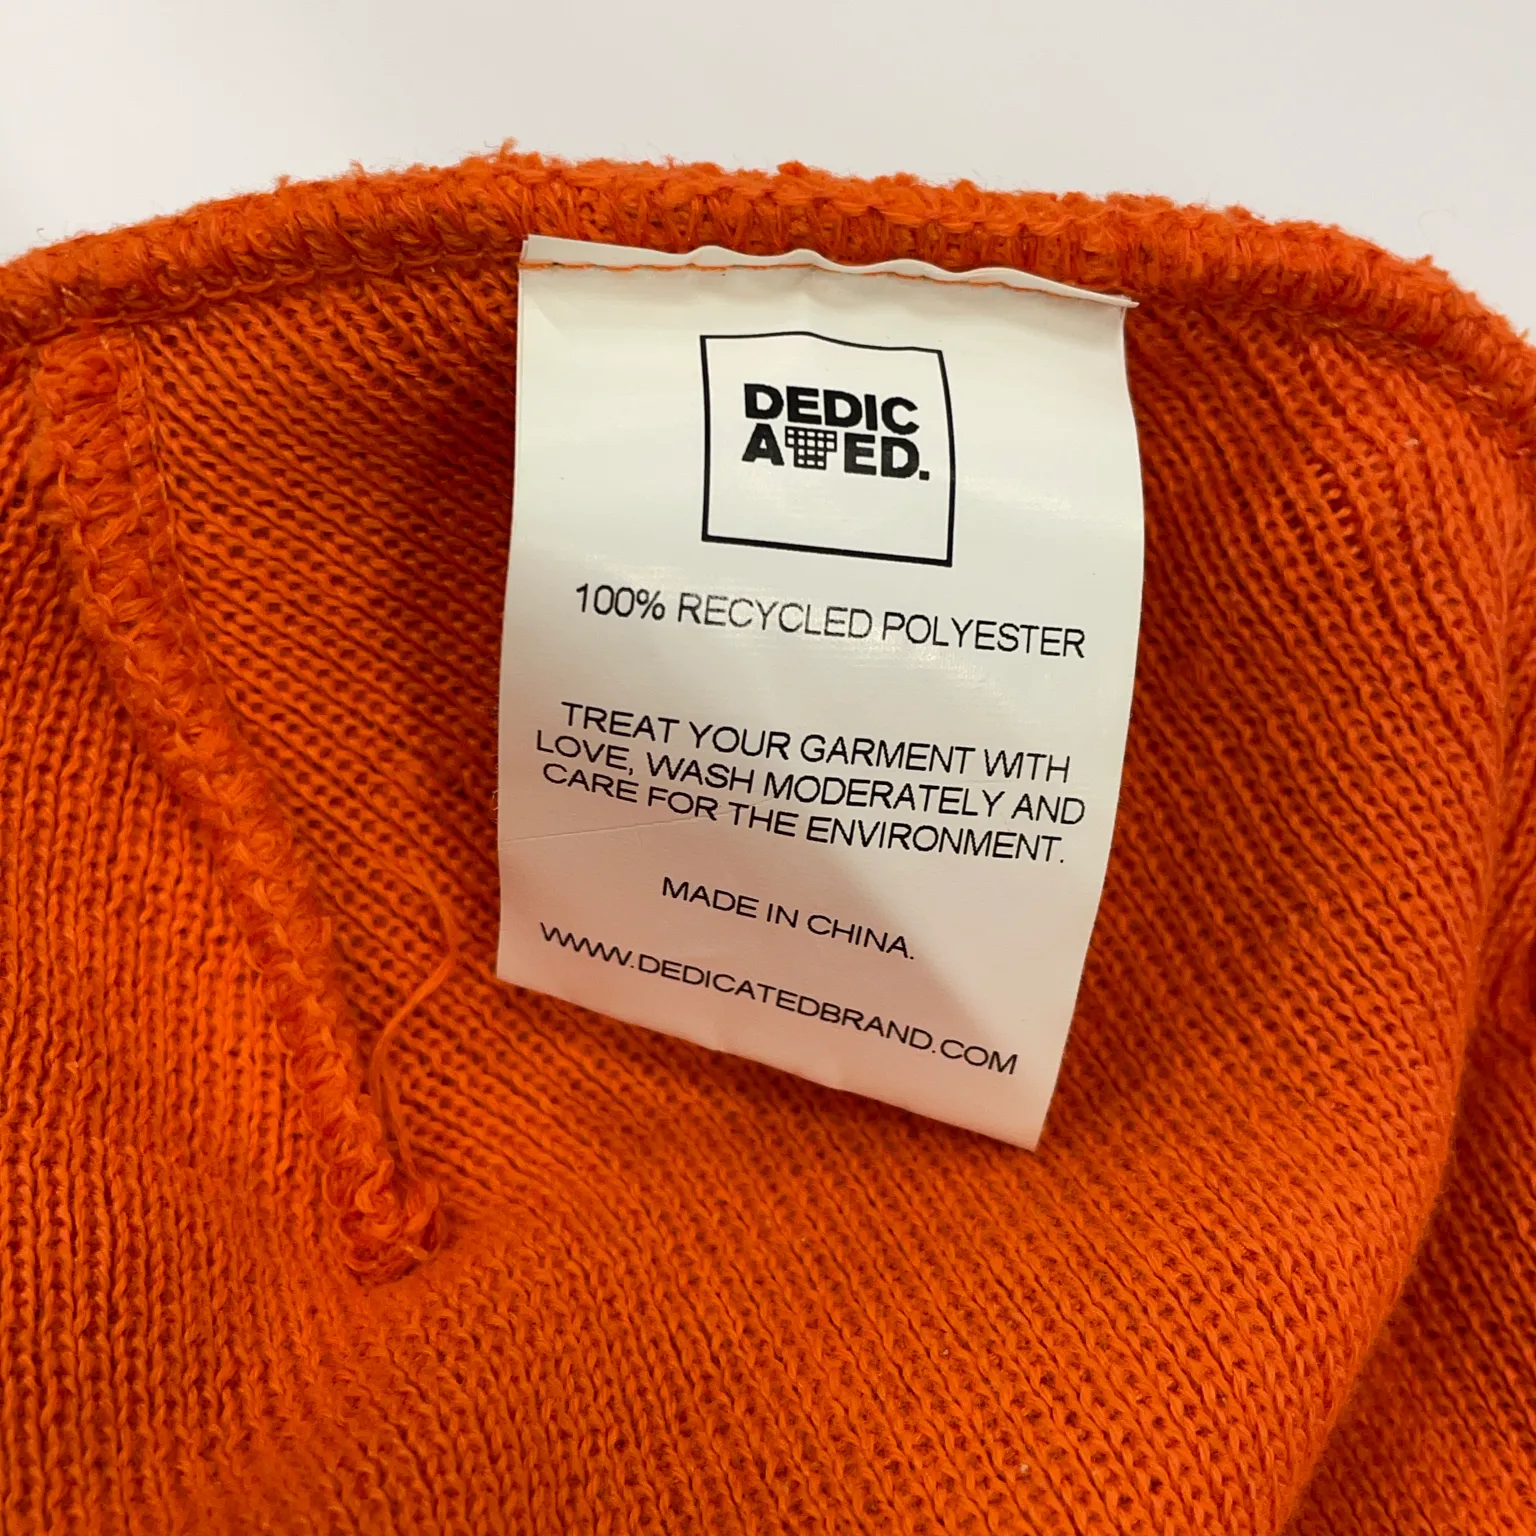 DEDIC
ATED.
100% RECYCLED POLYESTER
TREAT YOUR GARMENT WITH
LOVE, WASH MODERATELY AND
CARE FOR THE ENVIRONMENT.
MADE IN CHINA.
WWW.DEDICATEDBRAND.COM